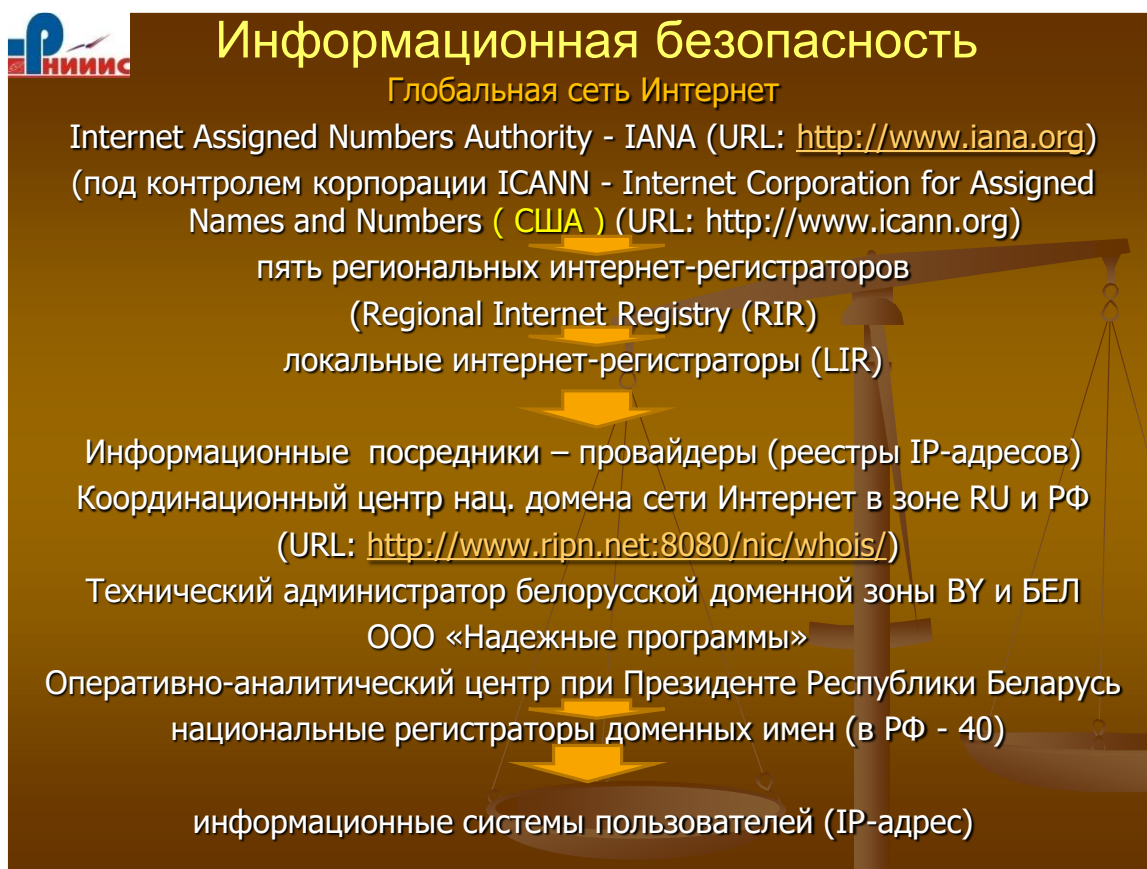 РНИИИС
Информационная безопасность
Глобальная сеть Интернет
Internet Assigned Numbers Authority - IANA (URL: http://www.iana.org)
(под контролем корпорации ICANN - Internet Corporation for Assigned
Names and Numbers ( США ) (URL: http://www.icann.org)
пять региональных интернет-регистраторов
(Regional Internet Registry (RIR)
локальные интернет-регистраторы (LIR)
Информационные посредники – провайдеры (реестры IP-адресов)
Координационный центр нац. домена сети Интернет в зоне RU и РФ
(URL: http://www.ripn.net:8080/nic/whois/)
Технический администратор белорусской доменной зоны BY и БЕЛ
ООО «Надежные программы»
Оперативно-аналитический центр при Президенте Республики Беларусь
национальные регистраторы доменных имен (в РФ - 40)
информационные системы пользователей (IP-адрес)